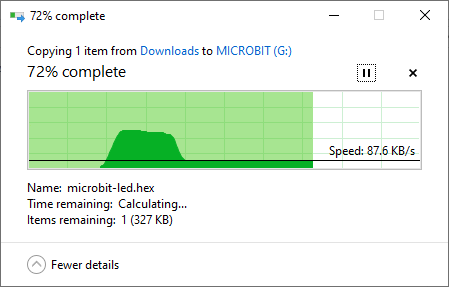 72% complete
Copying 1 item from Downloads to MICROBIT (G:)
72% complete
Speed: 87.6 KB/s
Name: microbit-led.hex
Time remaining: Calculating...
Items remaining: 1 (327 KB)
Fewer details